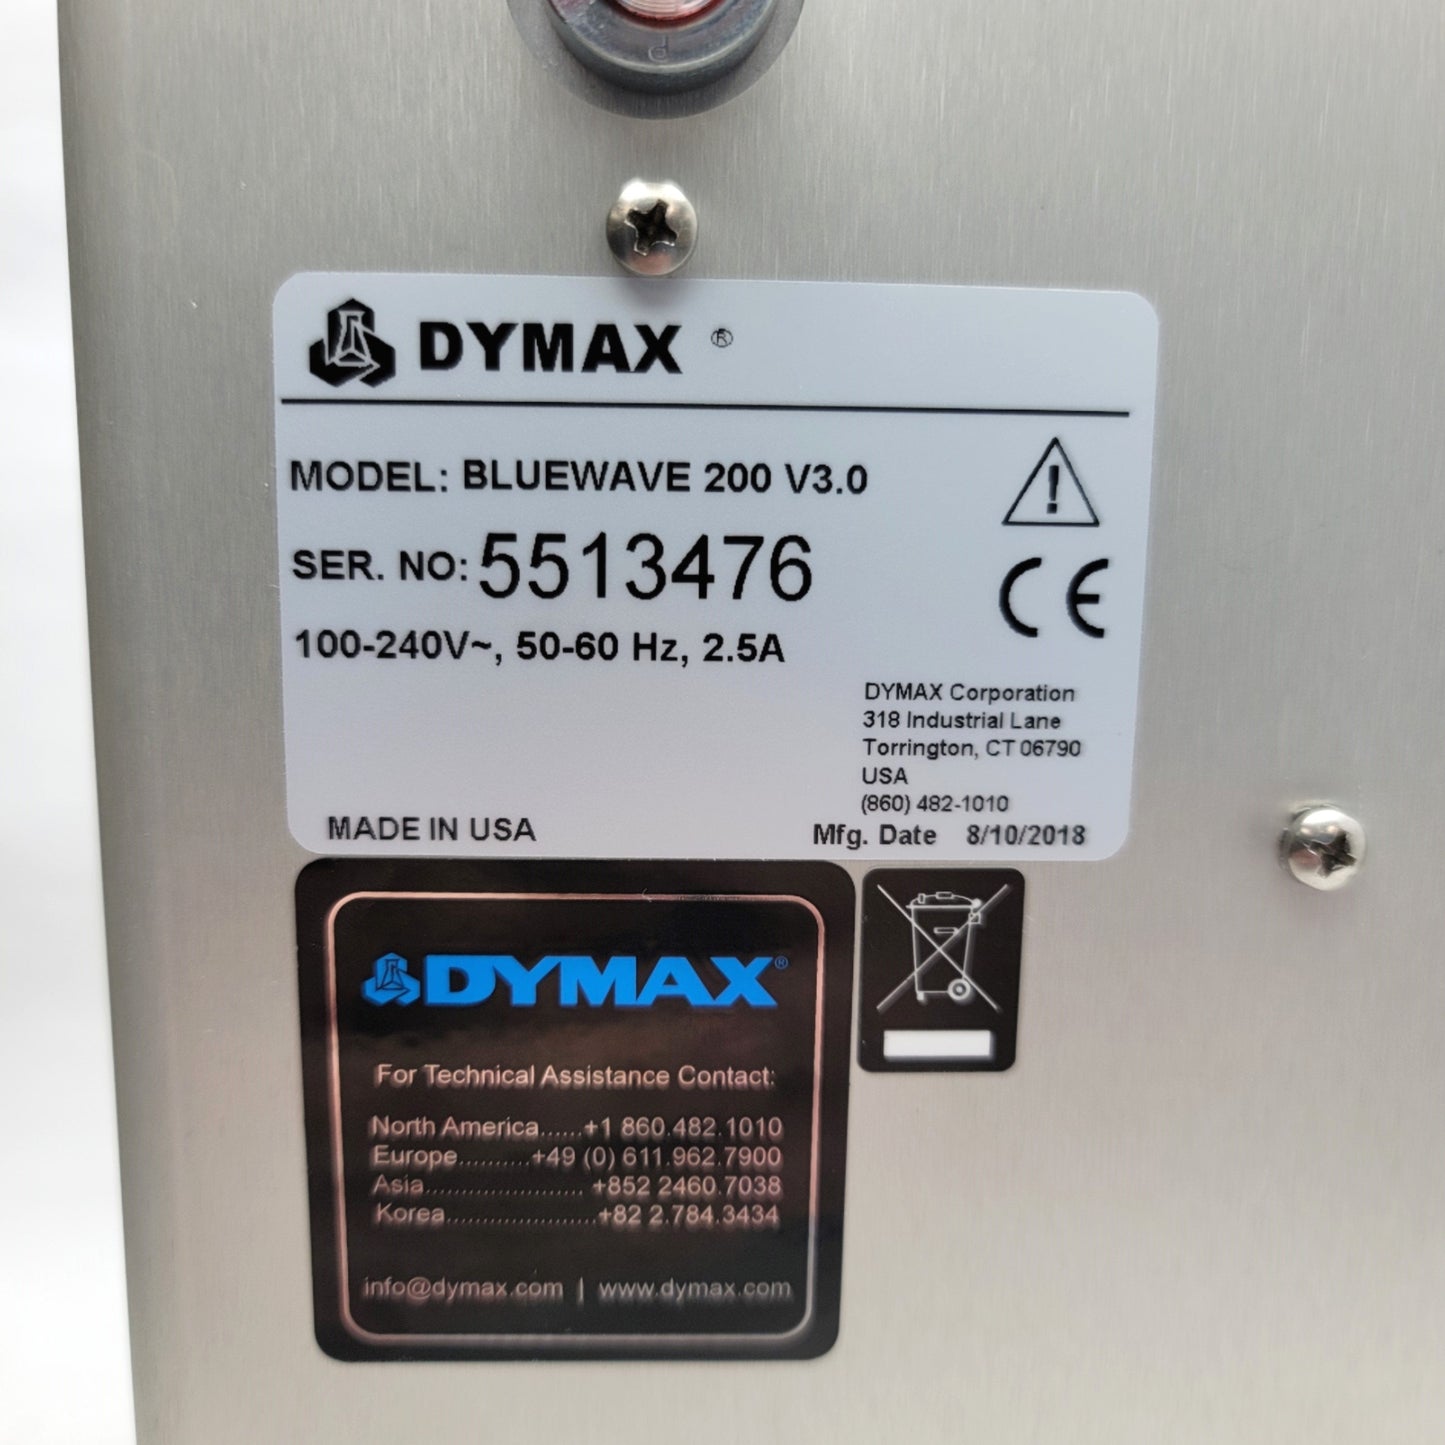 DYMAX ®
MODEL: BLUEWAVE 200 V3.0
SER. NO: 5513476
100-240V~, 50-60 Hz, 2.5A
CE
DYMAX Corporation
318 Industrial Lane
Torrington, CT 06790
USA
(860) 482-1010
MADE IN USA
Mfg. Date 8/10/2018
DYMAX®
For Technical Assistance Contact:
North America......+1 860.482.1010
Europe..........+49 (0) 611.962.7900
Asia...................... +852 2460.7038
Korea.....................+82 2.784.3434
info@dymax.com | www.dymax.com